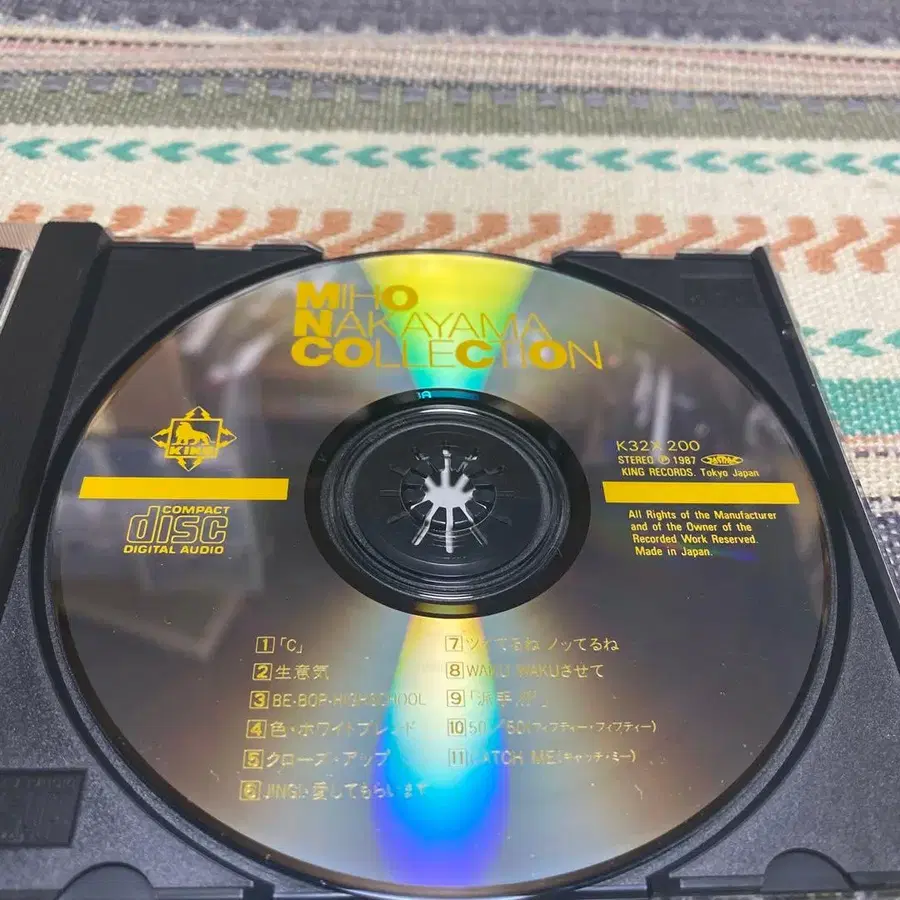 MIHO
NAKAYAMA
COLLECTION
KING
K32X 200
STEREO Ⓟ 1987
KING RECORDS. Tokyo Japan
COMPACT
disc
DIGITAL AUDIO
All Rights of the Manufacturer
and of the Owner of the
Recorded Work Reserved.
Made in Japan.
1 「C」
2 生意気
3 BE-BOP-HIGHSCHOOL
4 色・ホワイトブレンド
5 クローズ・アップ
6 JINGI・愛してもらいます
7 ツイてるね ノッてるね
8 WAKU WAKUさせて
9 「派手!!!」
10 50/50(フィフティー・フィフティー)
11 CATCH ME(キャッチ・ミー)